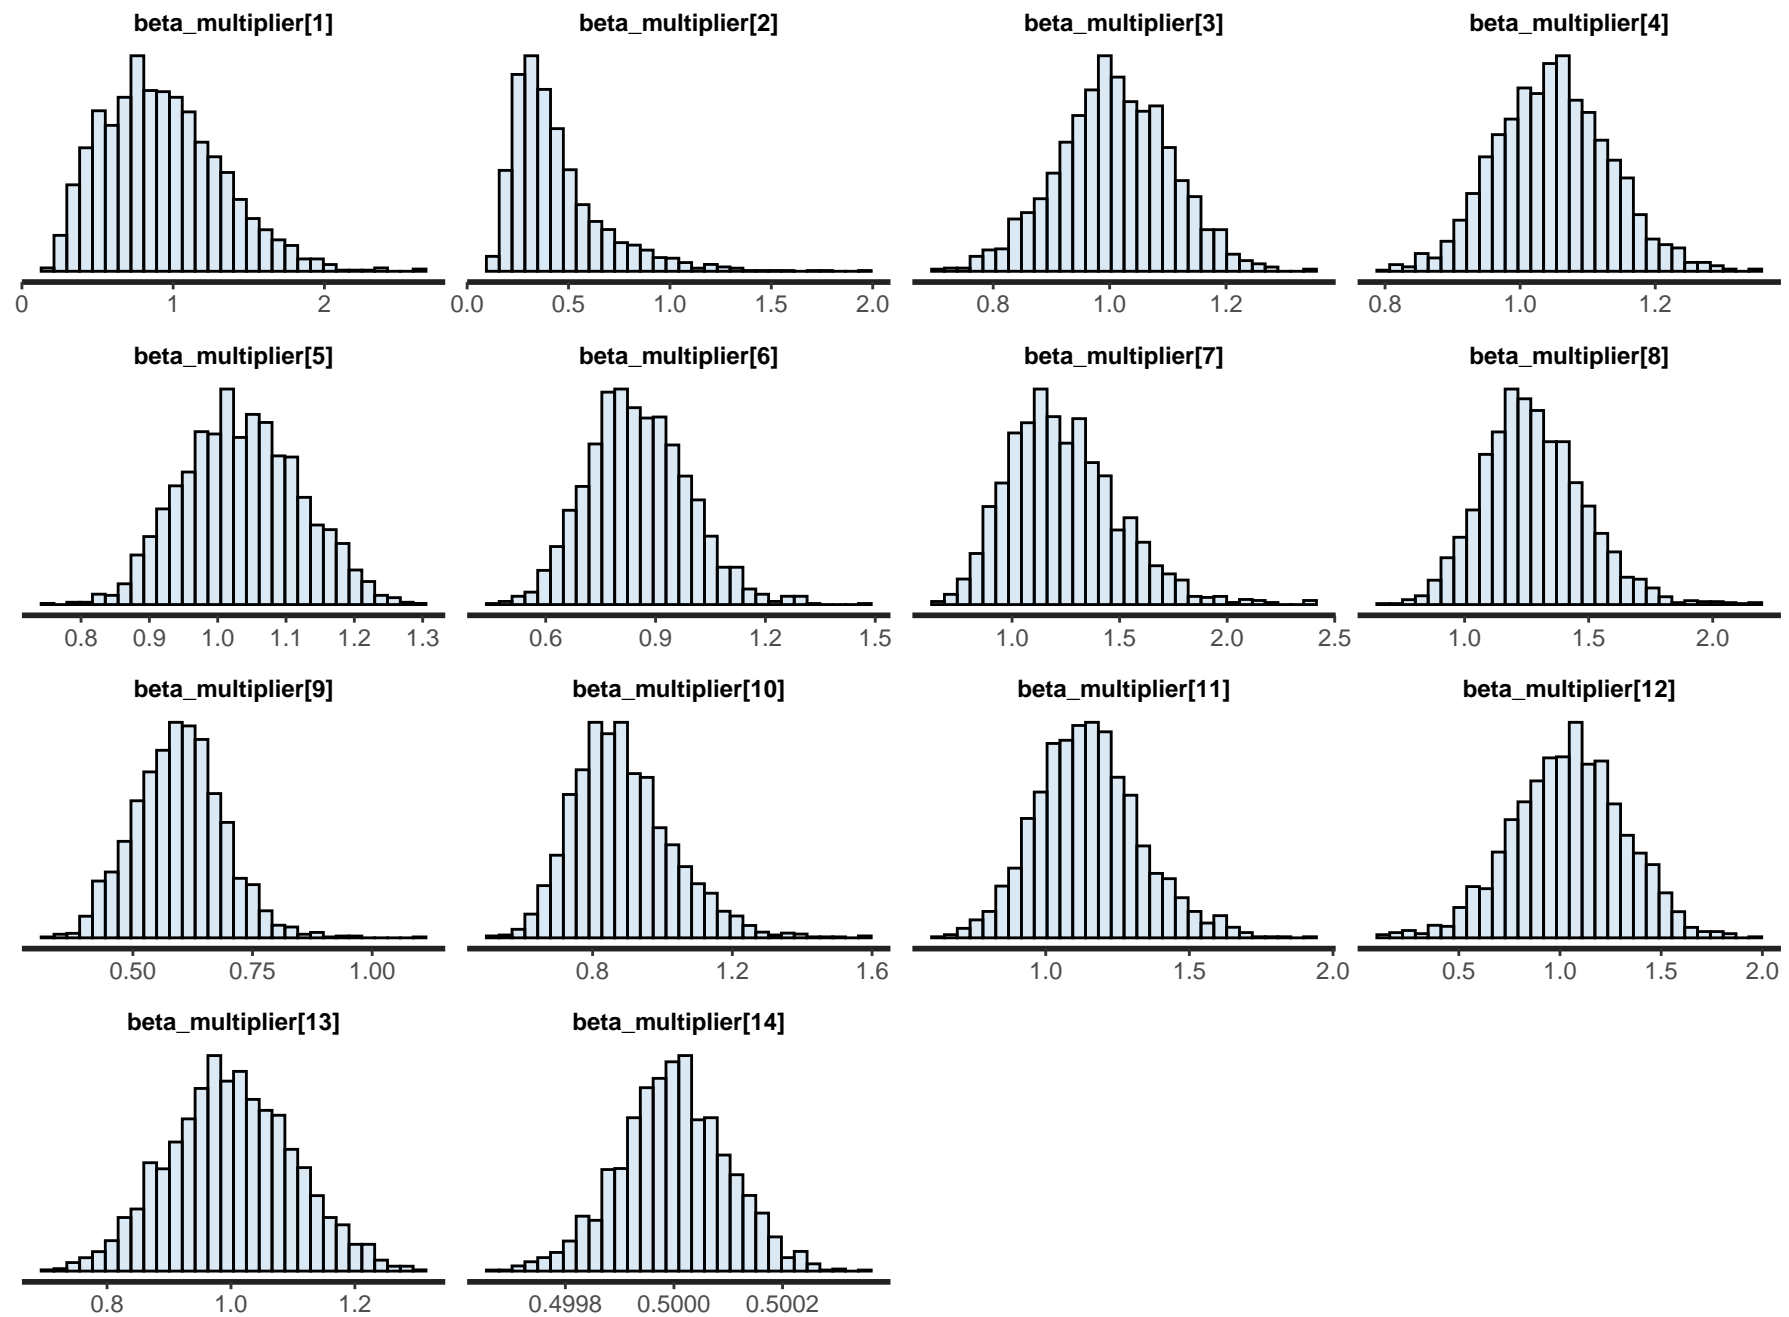 beta_multiplier[1] beta_multiplier[2] beta_multiplier[3] beta_multiplier[4]
0 1 2 0.0 0.5 1.0 1.5 2.0 0.8 1.0 1.2 0.8 1.0 1.2
beta_multiplier[5] beta_multiplier[6] beta_multiplier[7] beta_multiplier[8]
0.8 0.9 1.0 1.1 1.2 1.3 0.6 0.9 1.2 1.5 1.0 1.5 2.0 2.5 1.0 1.5 2.0
beta_multiplier[9] beta_multiplier[10] beta_multiplier[11] beta_multiplier[12]
0.50 0.75 1.00 0.8 1.2 1.6 1.0 1.5 2.0 0.5 1.0 1.5 2.0
beta_multiplier[13] beta_multiplier[14]
0.8 1.0 1.2 0.4998 0.5000 0.5002